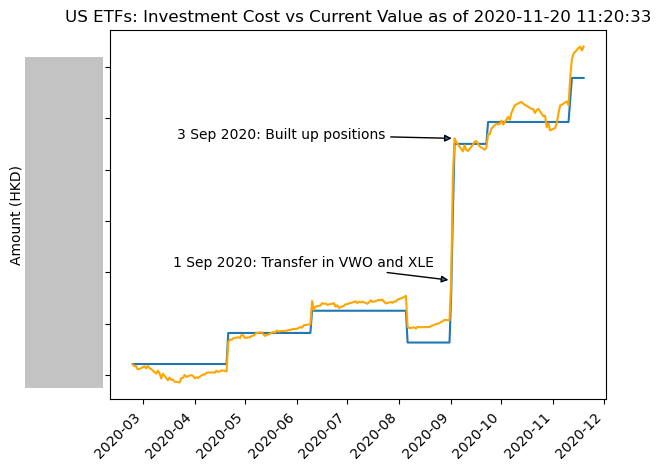 US ETFs: Investment Cost vs Current Value as of 2020-11-20 11:20:33
3 Sep 2020: Built up positions
Amount (HKD)
1 Sep 2020: Transfer in VWO and XLE
2020-03
2020-04
2020-05
2020-06
2020-07
2020-08
2020-09
2020-10
2020-11
2020-12